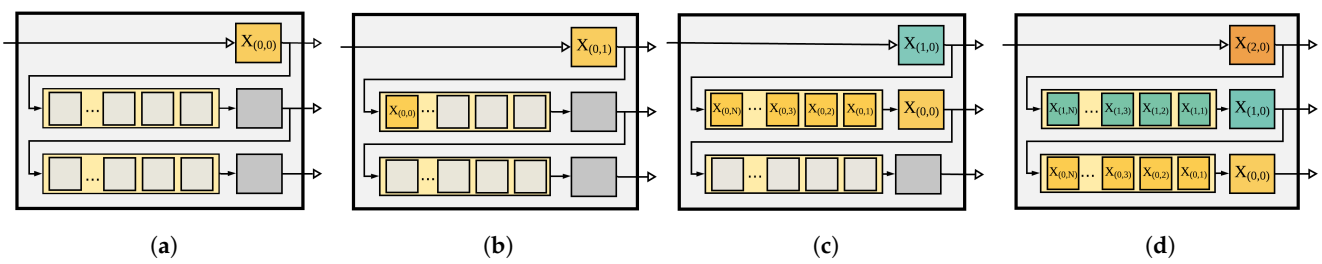 X(0,0)
...
...
(a)
X(0,1)
X(0,0) ...
...
(b)
X(1,0)
X(0,N) ... X(0,3) X(0,2) X(0,1) X(0,0)
...
(c)
X(2,0)
X(1,N) ... X(1,3) X(1,2) X(1,1) X(1,0)
X(0,N) ... X(0,3) X(0,2) X(0,1) X(0,0)
(d)